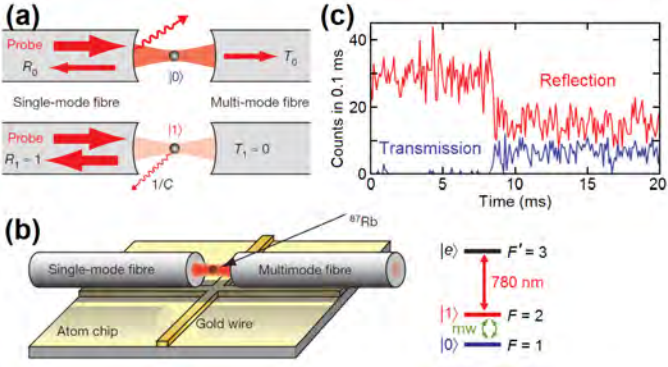 (a)
Probe
R₀
|0⟩
T₀
Single-mode fibre
Multi-mode fibre
Probe
R₁ = 1
|1⟩
T₁ = 0
1/C
(c)
Counts in 0.1 ms
40
20
0
Reflection
Transmission
0 5 10 15 20
Time (ms)
(b)
⁸⁷Rb
Single-mode fibre
Multimode fibre
Atom chip
Gold wire
|e⟩ F′ = 3
780 nm
|1⟩ F = 2
mw
|0⟩ F = 1